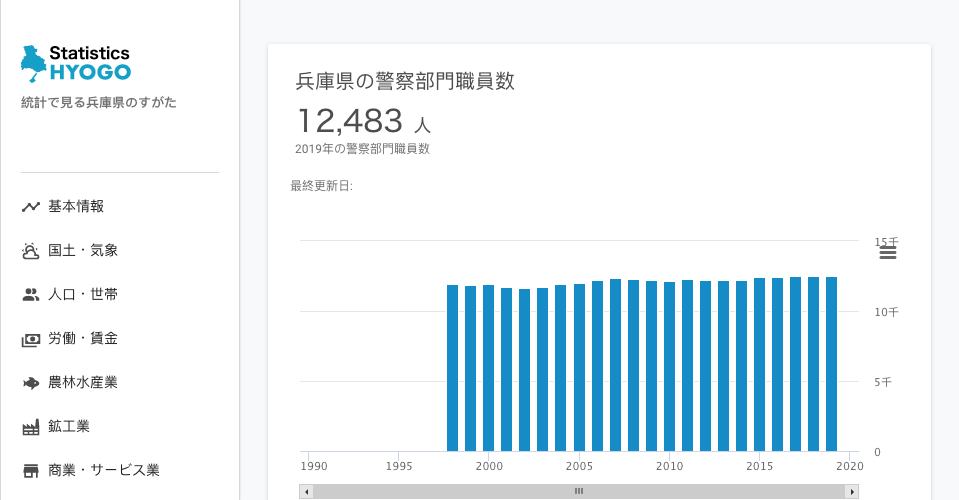 Statistics
HYOGO
統計で見る兵庫県のすがた
基本情報
国土・気象
人口・世帯
労働・賃金
農林水産業
鉱工業
商業・サービス業
兵庫県の警察部門職員数
12,483 人
2019年の警察部門職員数
最終更新日:
15千
10千
5千
0
1990 1995 2000 2005 2010 2015 2020